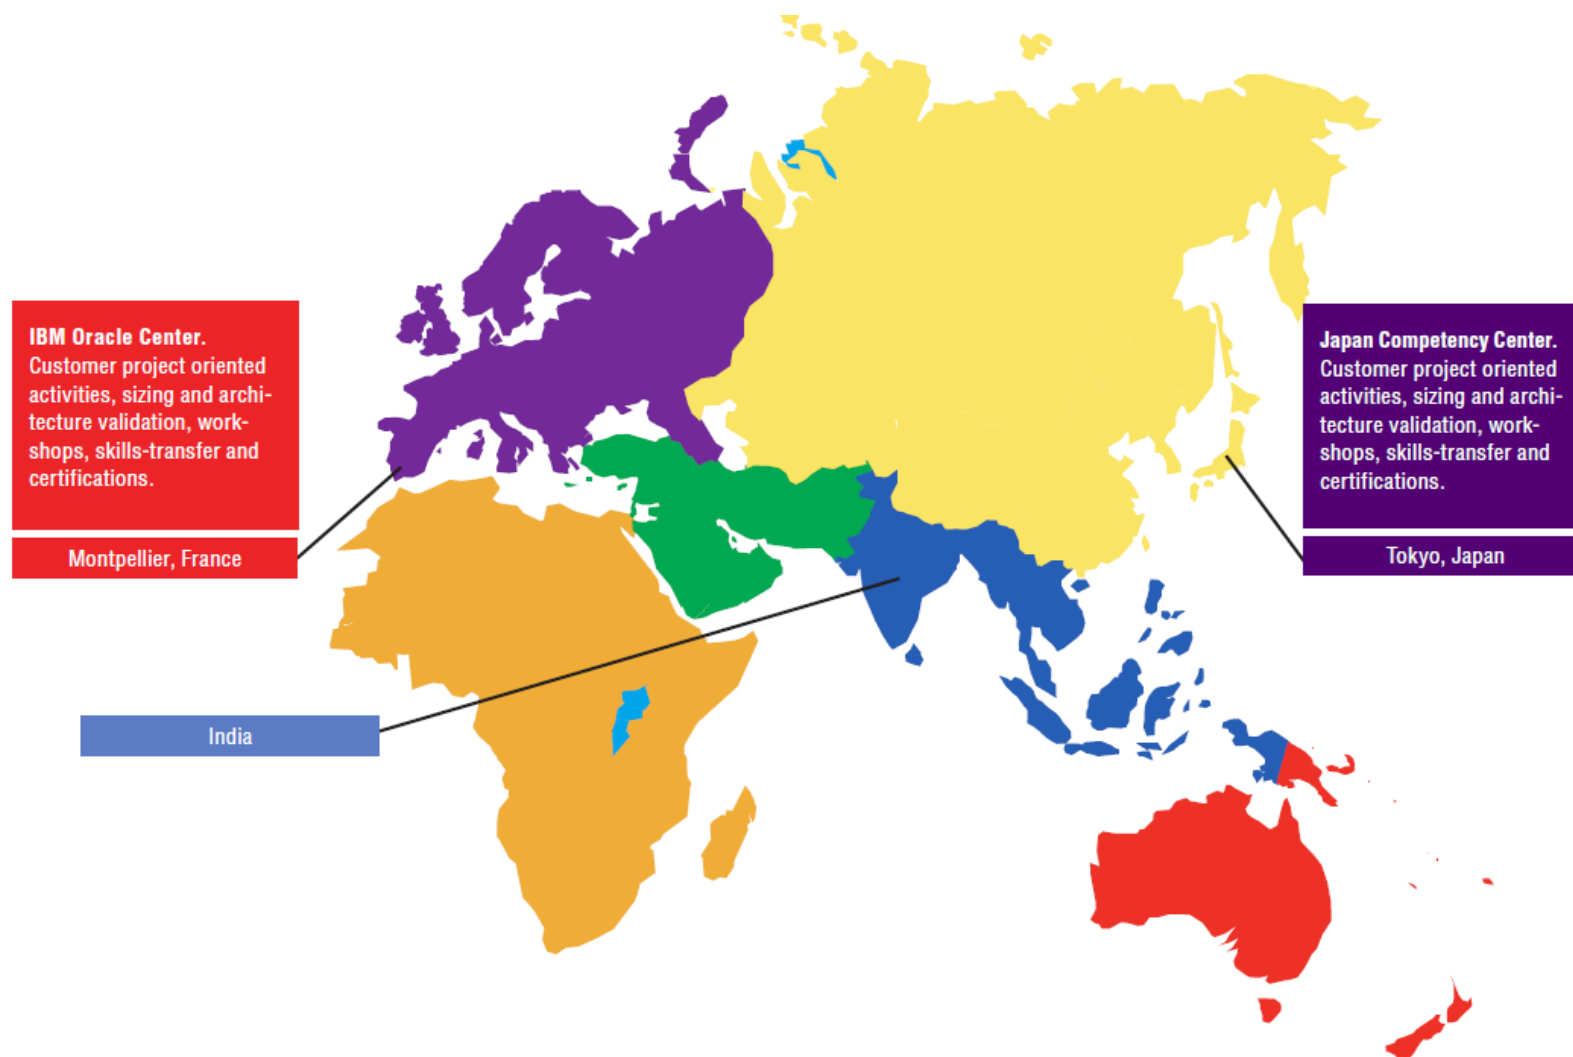 IBM Oracle Center.
Customer project oriented
activities, sizing and archi-
tecture validation, work-
shops, skills-transfer and
certifications.
Montpellier, France
Japan Competency Center.
Customer project oriented
activities, sizing and archi-
tecture validation, work-
shops, skills-transfer and
certifications.
Tokyo, Japan
India